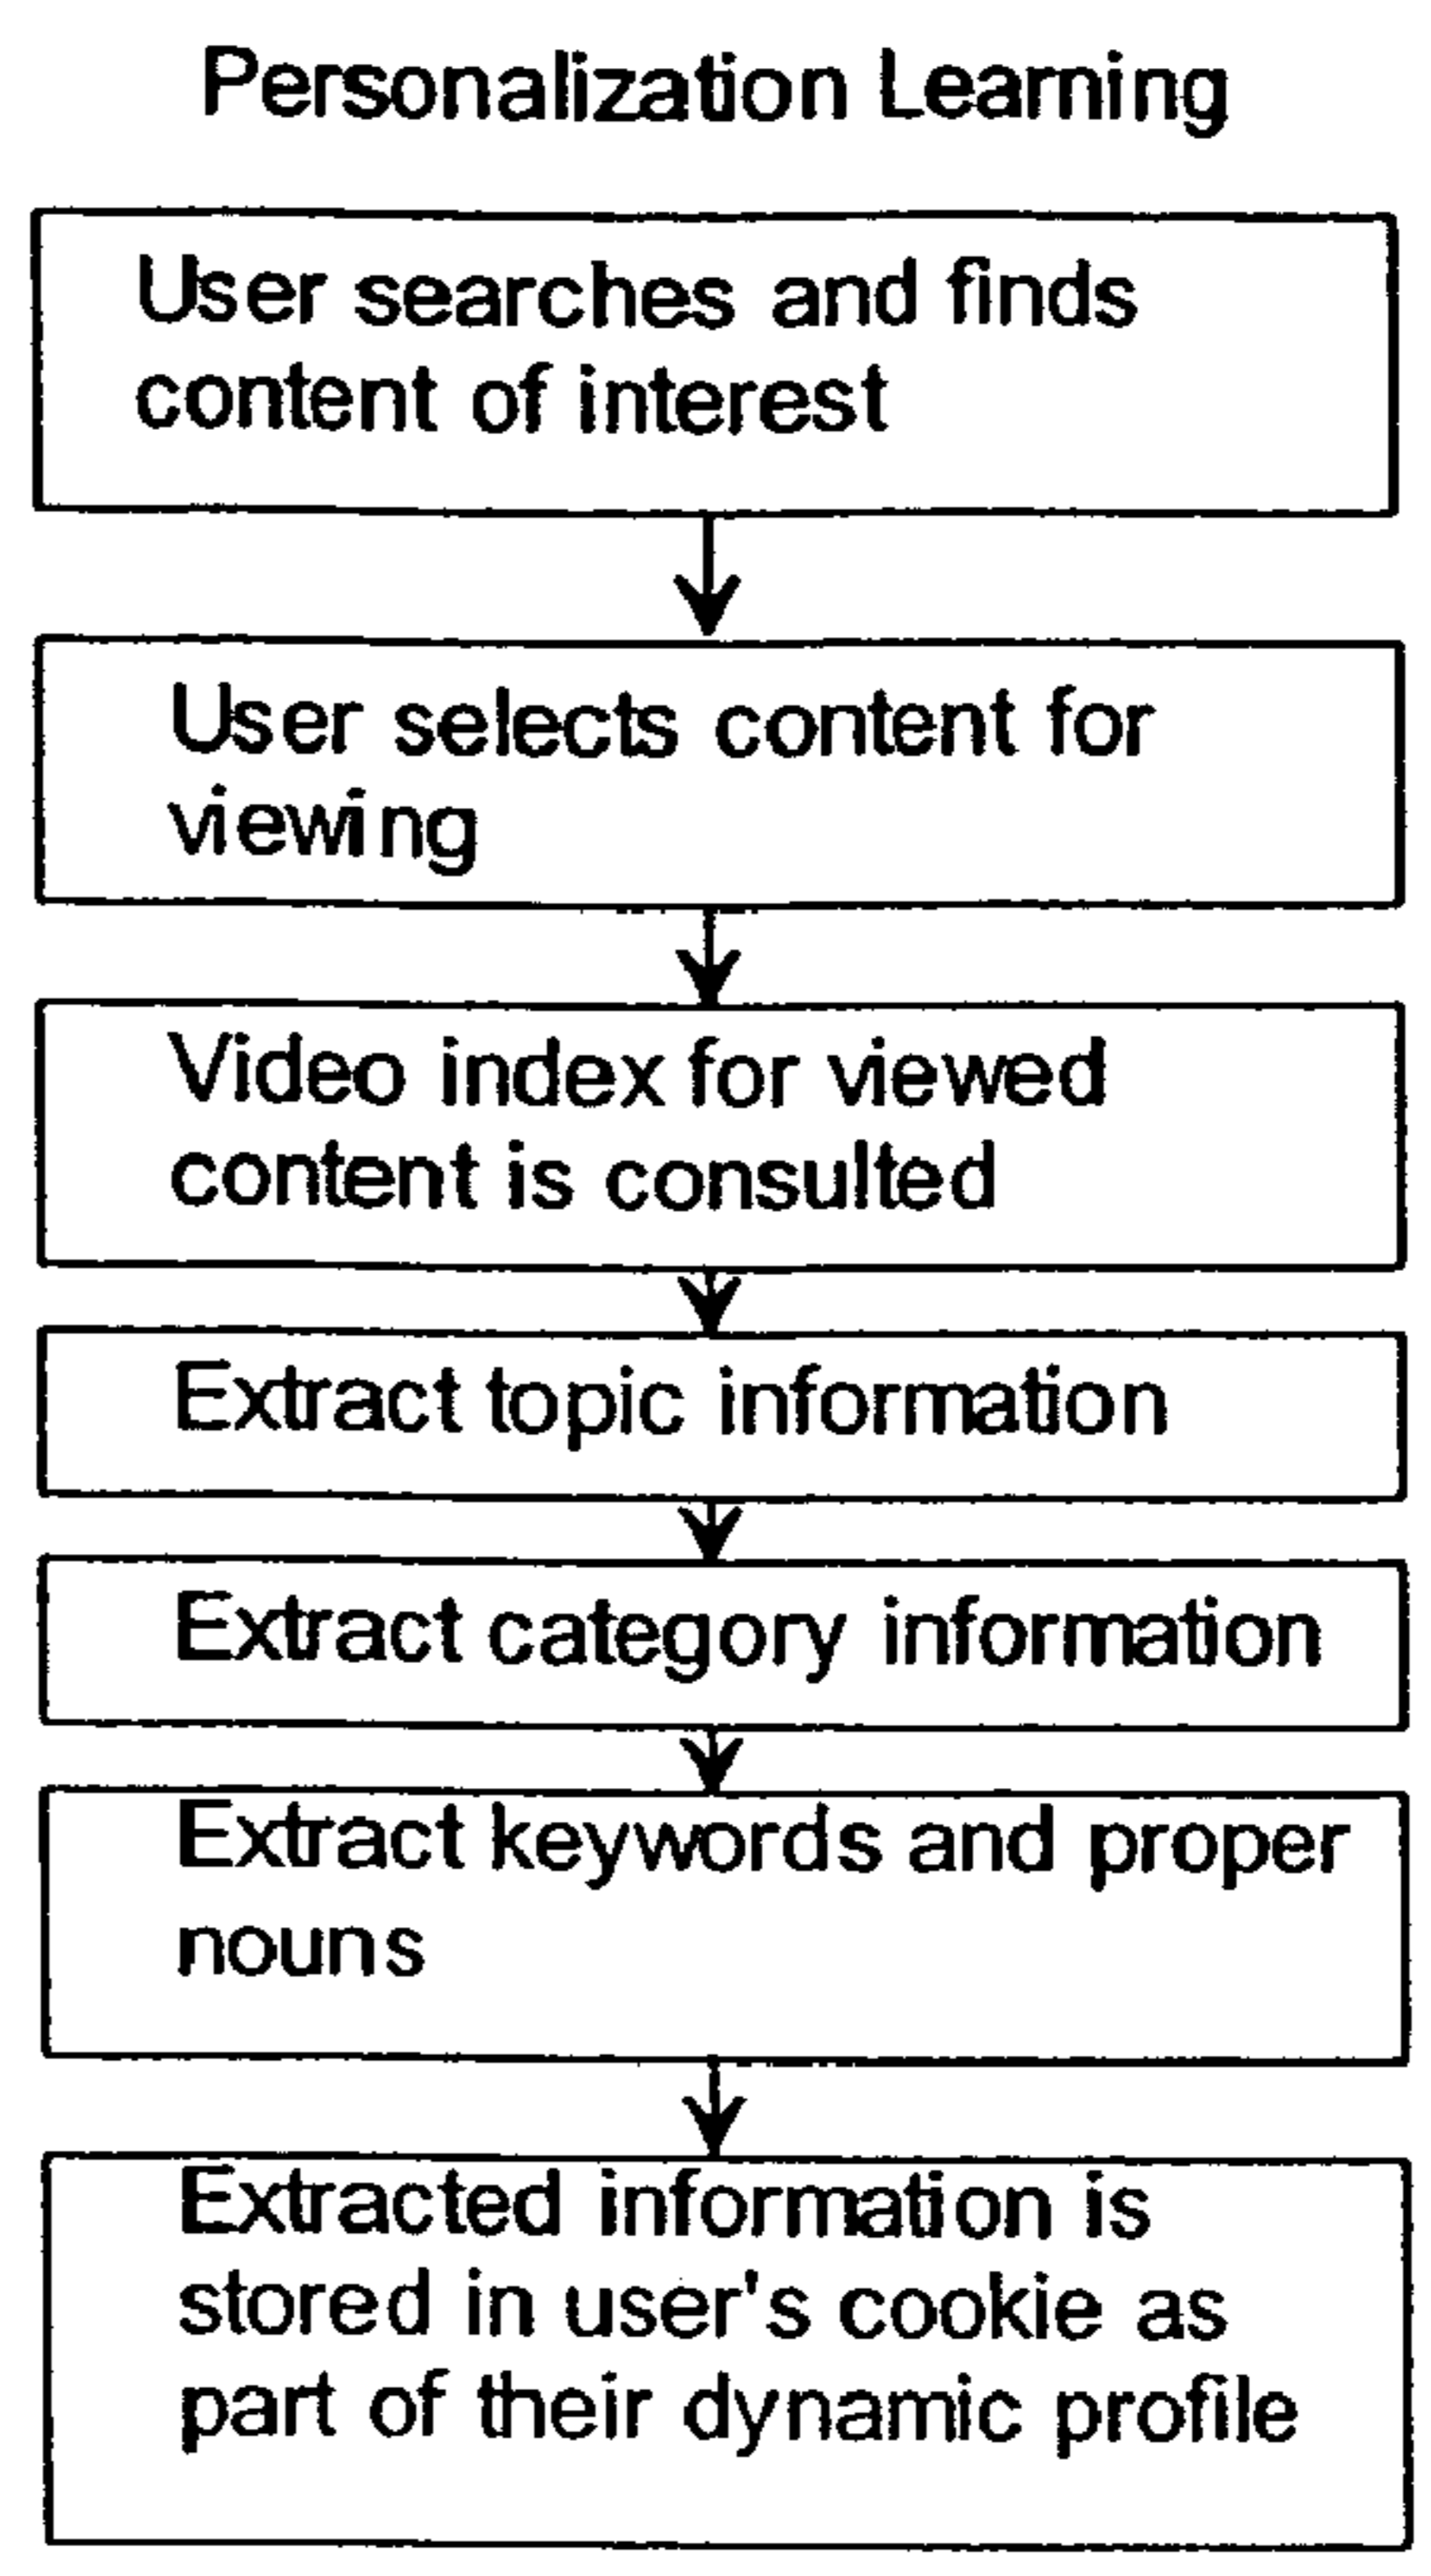 Personalization Learning
User searches and finds
content of interest
User selects content for
viewing
Video index for viewed
content is consulted
Extract topic information
Extract category information
Extract keywords and proper
nouns
Extracted information is
stored in user's cookie as
part of their dynamic profile